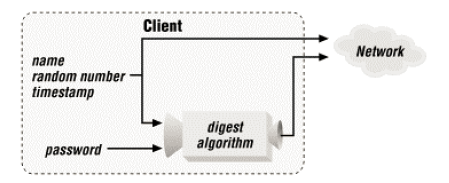 Client
name
random number
timestamp
password
digest
algorithm
Network